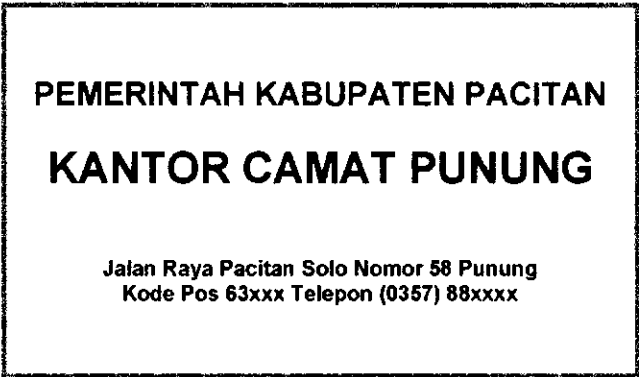 PEMERINTAH KABUPATEN PACITAN
KANTOR CAMAT PUNUNG
Jalan Raya Pacitan Solo Nomor 58 Punung
Kode Pos 63xxx Telepon (0357) 88xxxx